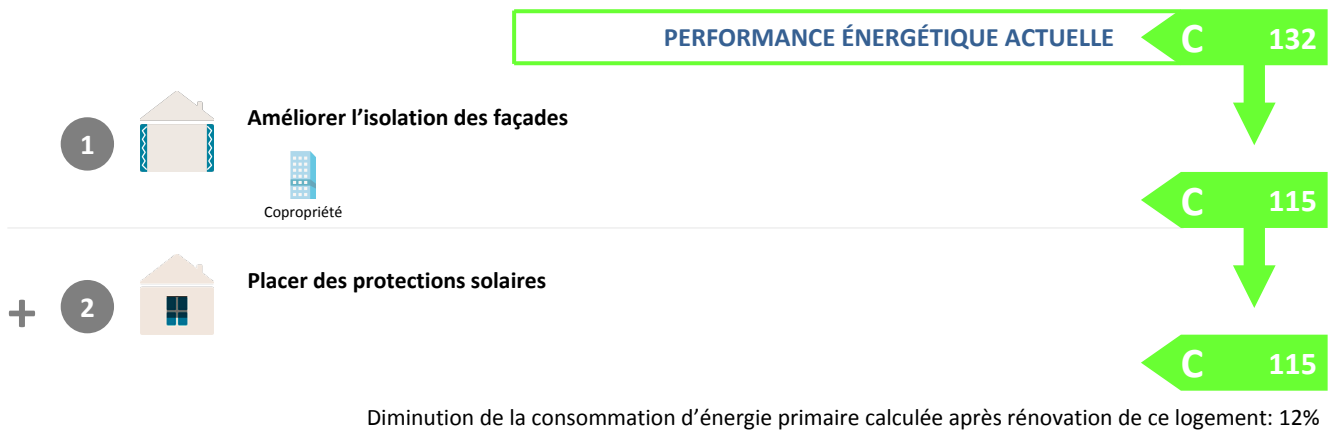 PERFORMANCE ÉNERGÉTIQUE ACTUELLE C 132
1 Améliorer l’isolation des façades
Copropriété
C 115
+ 2 Placer des protections solaires
C 115
Diminution de la consommation d’énergie primaire calculée après rénovation de ce logement: 12%